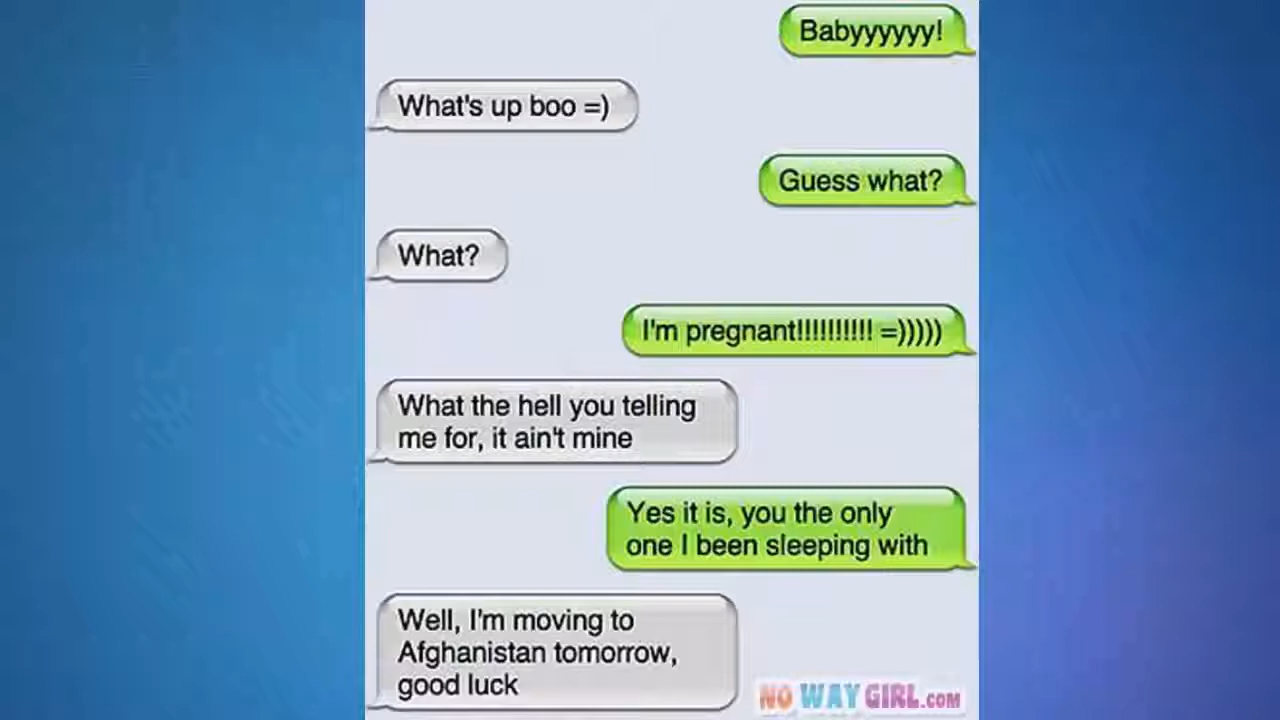 Babyyyyyy!
What's up boo =)
Guess what?
What?
I'm pregnant!!!!!!!!!! =)))))
What the hell you telling
me for, it ain't mine
Yes it is, you the only
one I been sleeping with
Well, I'm moving to
Afghanistan tomorrow,
good luck
NO WAY GIRL.com